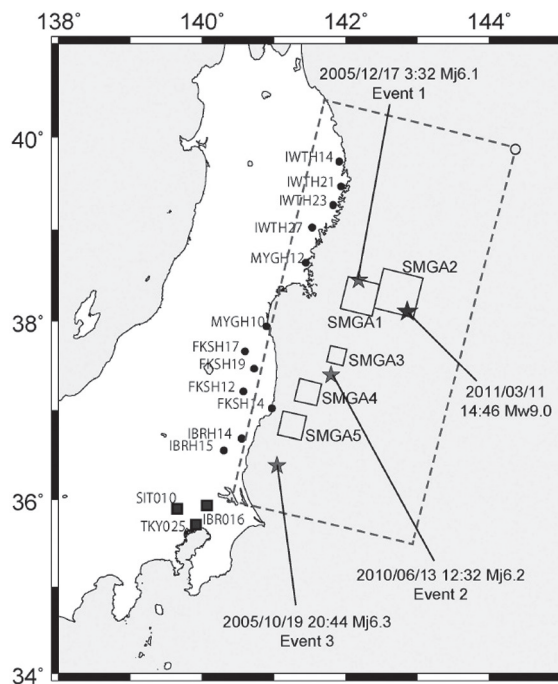 138° 140° 142° 144°
2005/12/17 3:32 Mj6.1
Event 1
40°
IWTH14
IWTH21
IWTH23
IWTH27
MYGH12
SMGA2
38°
SMGA1
MYGH10
FKSH17
SMGA3
FKSH19
2011/03/11
14:46 Mw9.0
FKSH12
SMGA4
FKSH14
SMGA5
IBRH14
IBRH15
36°
SIT010
IBR016
TKY025
2010/06/13 12:32 Mj6.2
Event 2
2005/10/19 20:44 Mj6.3
Event 3
34°